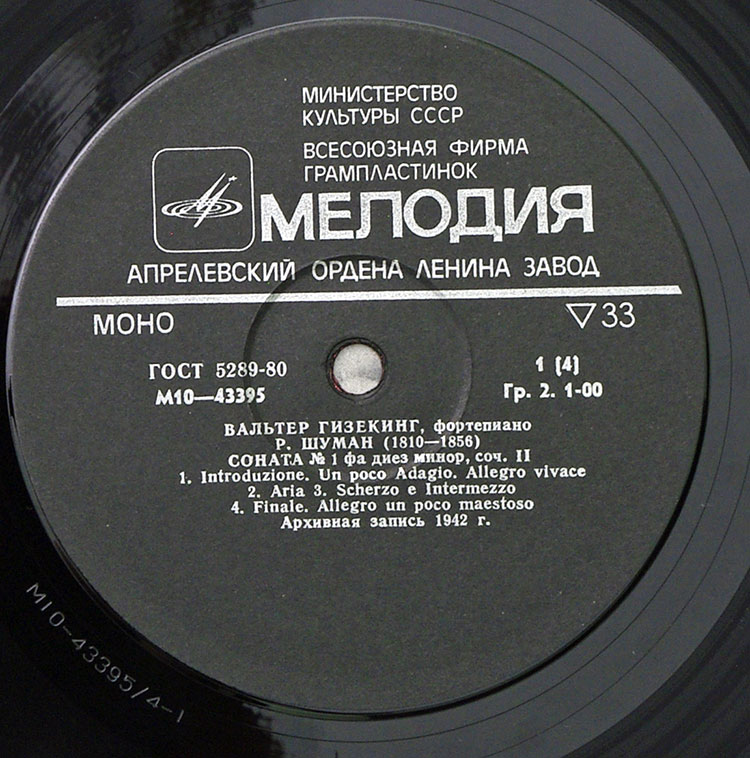 МИНИСТЕРСТВО
КУЛЬТУРЫ СССР
ВСЕСОЮЗНАЯ ФИРМА
ГРАМПЛАСТИНОК
МЕЛОДИЯ
АПРЕЛЕВСКИЙ ОРДЕНА ЛЕНИНА ЗАВОД
МОНО ▽33
ГОСТ 5289-80 1 (4)
М10—43395 Гр. 2. 1-00
ВАЛЬТЕР ГИЗЕКИНГ, фортепиано
Р. ШУМАН (1810—1856)
СОНАТА № 1 фа диез минор, соч. II
1. Introduzione. Un poco Adagio. Allegro vivace
2. Aria 3. Scherzo e Intermezzo
4. Finale. Allegro un poco maestoso
Архивная запись 1942 г.
М10-43395/4-1